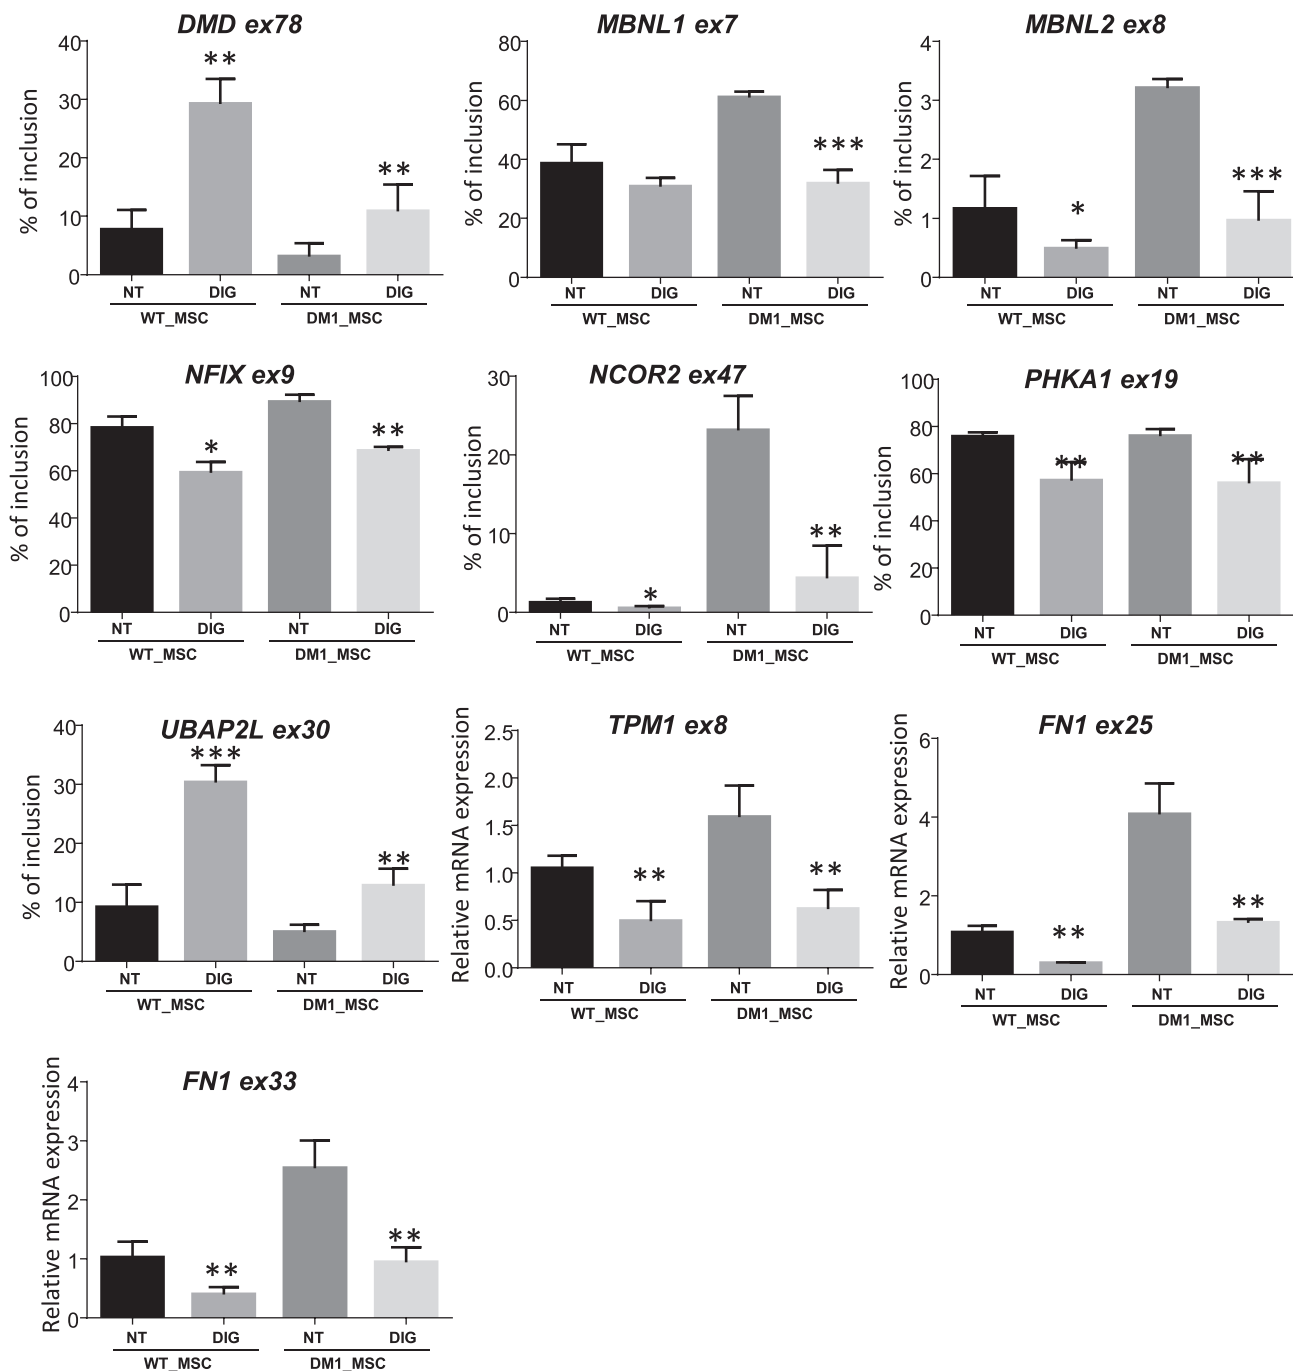 DMD ex78
% of inclusion
40
30
20
10
0
**
**
NT DIG NT DIG
WT_MSC DM1_MSC
MBNL1 ex7
% of inclusion
80
60
40
20
0
***
NT DIG NT DIG
WT_MSC DM1_MSC
MBNL2 ex8
% of inclusion
4
3
2
1
0
*
***
NT DIG NT DIG
WT_MSC DM1_MSC
NFIX ex9
% of inclusion
100
80
60
40
20
0
*
**
NT DIG NT DIG
WT_MSC DM1_MSC
NCOR2 ex47
% of inclusion
30
20
10
0
*
**
NT DIG NT DIG
WT_MSC DM1_MSC
PHKA1 ex19
% of inclusion
100
80
60
40
20
0
**
**
NT DIG NT DIG
WT_MSC DM1_MSC
UBAP2L ex30
% of inclusion
40
30
20
10
0
***
**
NT DIG NT DIG
WT_MSC DM1_MSC
TPM1 ex8
Relative mRNA expression
2.5
2.0
1.5
1.0
0.5
0.0
**
**
NT DIG NT DIG
WT_MSC DM1_MSC
FN1 ex25
Relative mRNA expression
6
4
2
0
**
**
NT DIG NT DIG
WT_MSC DM1_MSC
FN1 ex33
Relative mRNA expression
4
3
2
1
0
**
**
NT DIG NT DIG
WT_MSC DM1_MSC